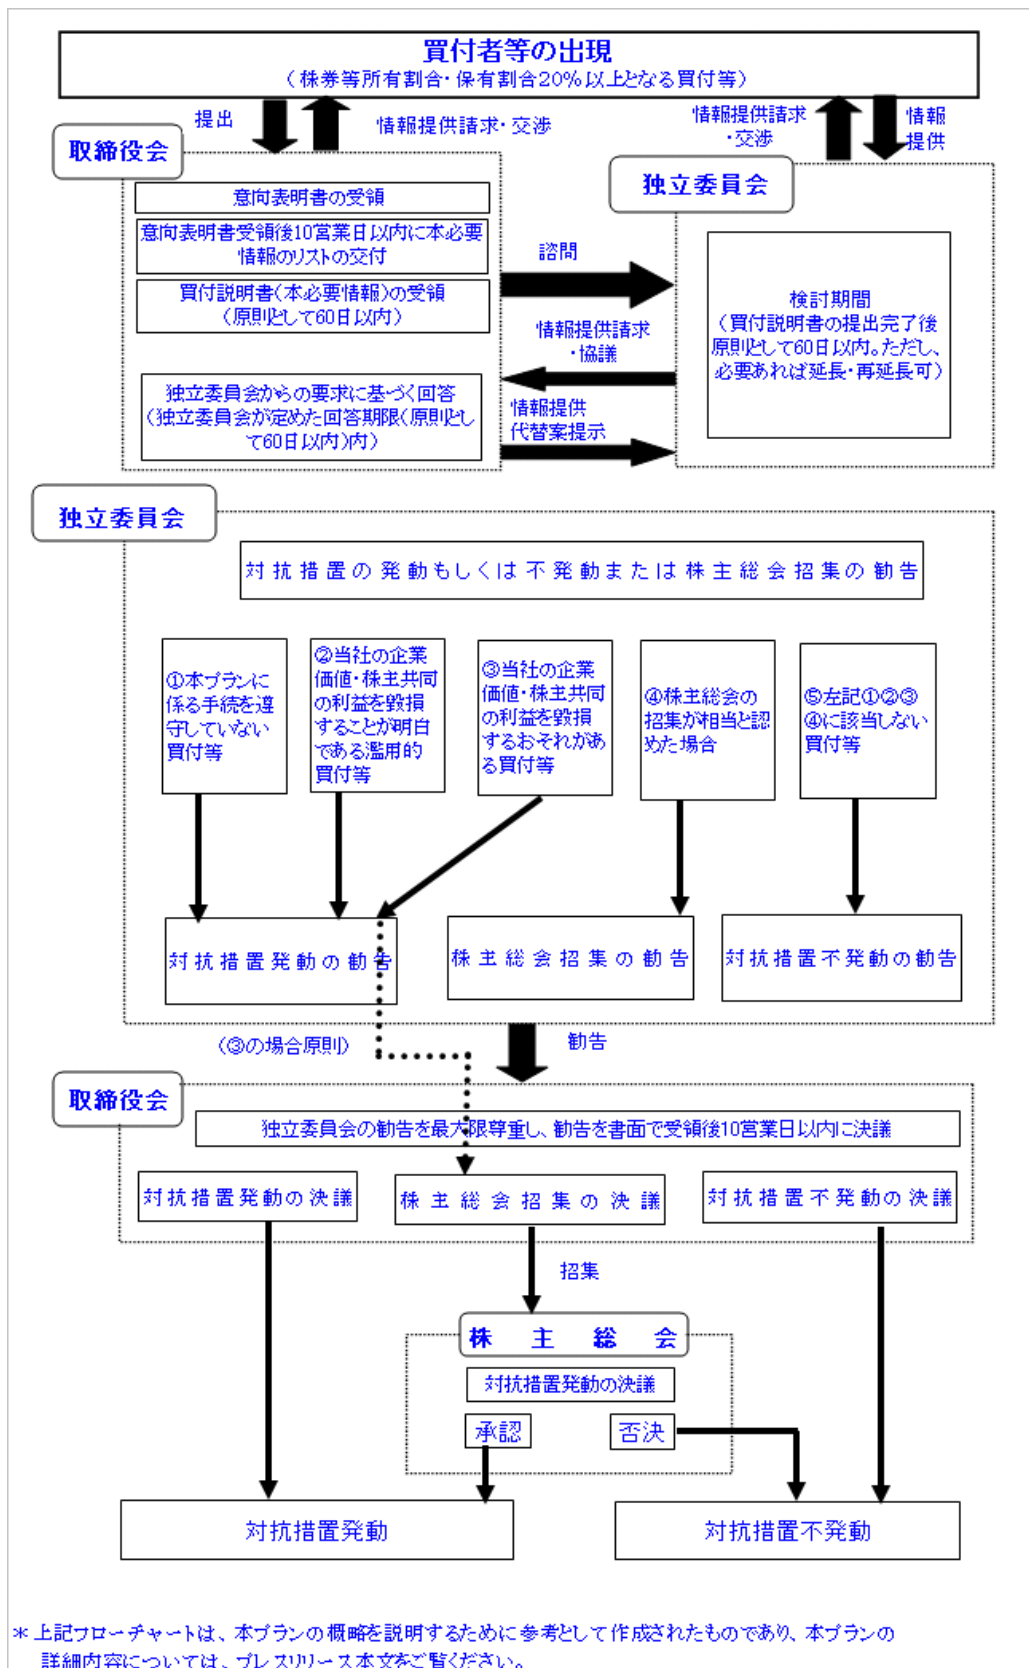 買付者等の出現
（株券等所有割合・保有割合20％以上となる買付等）
提出
情報提供請求・交渉
情報提供請求
・交渉
情報
提供
取締役会
独立委員会
意向表明書の受領
意向表明書受領後10営業日以内に本必要
情報のリストの交付
買付説明書（本必要情報）の受領
（原則として60日以内）
諮問
情報提供請求
・協議
検討期間
（買付説明書の提出完了後
原則として60日以内。ただし、
必要あれば延長・再延長可）
独立委員会からの要求に基づく回答
（独立委員会が定めた回答期限（原則とし
て60日以内）内）
情報提供
代替案提示
独立委員会
対抗措置の発動もしくは不発動または株主総会招集の勧告
①本プランに
係る手続を遵
守していない
買付等
②当社の企業
価値・株主共同
の利益を毀損
することが明白
である濫用的
買付等
③当社の企業
価値・株主共同
の利益を毀損
するおそれがあ
る買付等
④株主総会の
招集が相当と認
めた場合
⑤左記①②③
④に該当しない
買付等
対抗措置発動の勧告
株主総会招集の勧告
対抗措置不発動の勧告
（③の場合原則）
勧告
取締役会
独立委員会の勧告を最大限尊重し、勧告を書面で受領後10営業日以内に決議
対抗措置発動の決議
株主総会招集の決議
対抗措置不発動の決議
招集
株主総会
対抗措置発動の決議
承認
否決
対抗措置発動
対抗措置不発動
＊上記フローチャートは、本プランの概略を説明するために参考として作成されたものであり、本プランの
詳細内容については、プレスリリース本文をご覧ください。